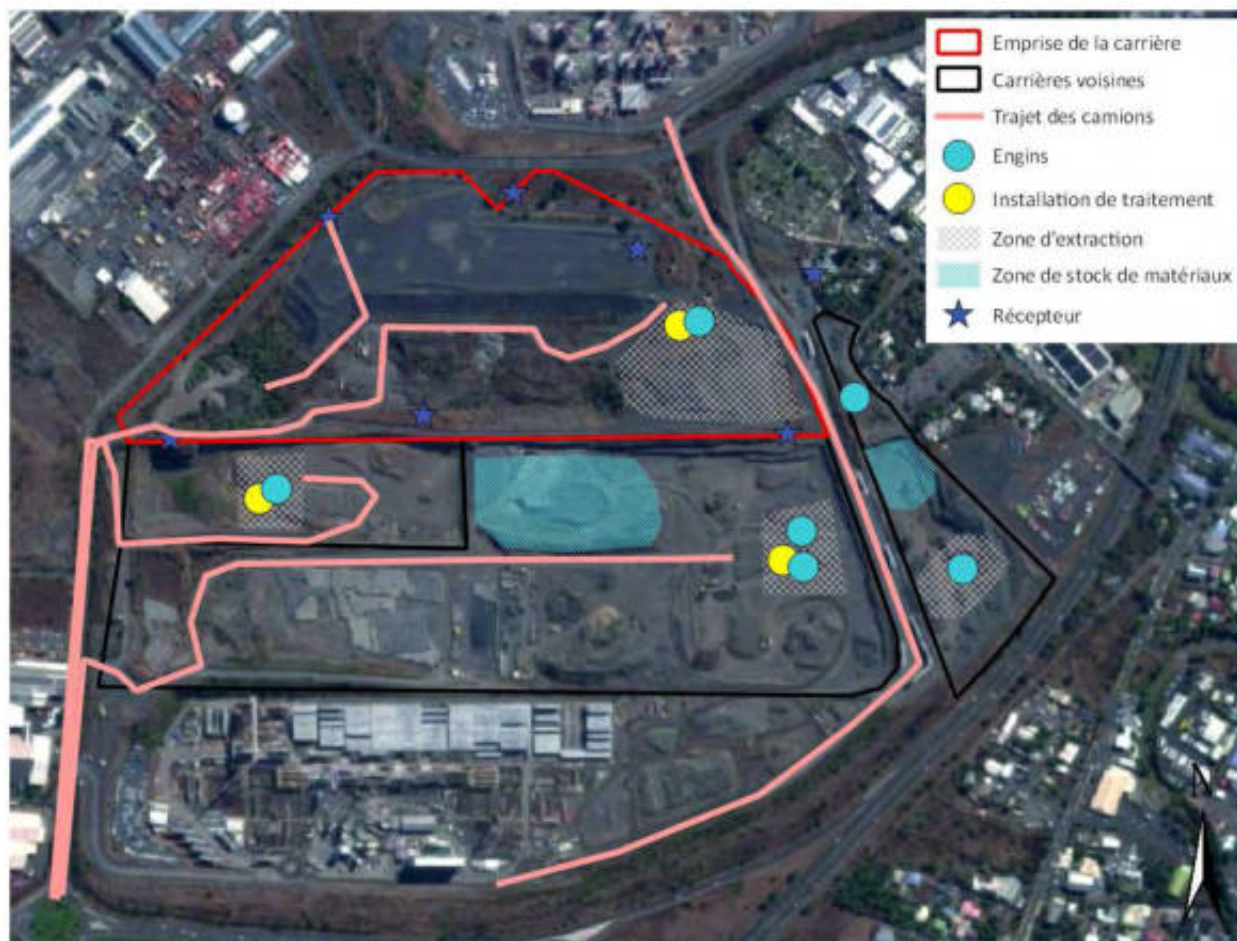 Emprise de la carrière
Carrières voisines
Trajet des camions
Engins
Installation de traitement
Zone d'extraction
Zone de stock de matériaux
Récepteur
N